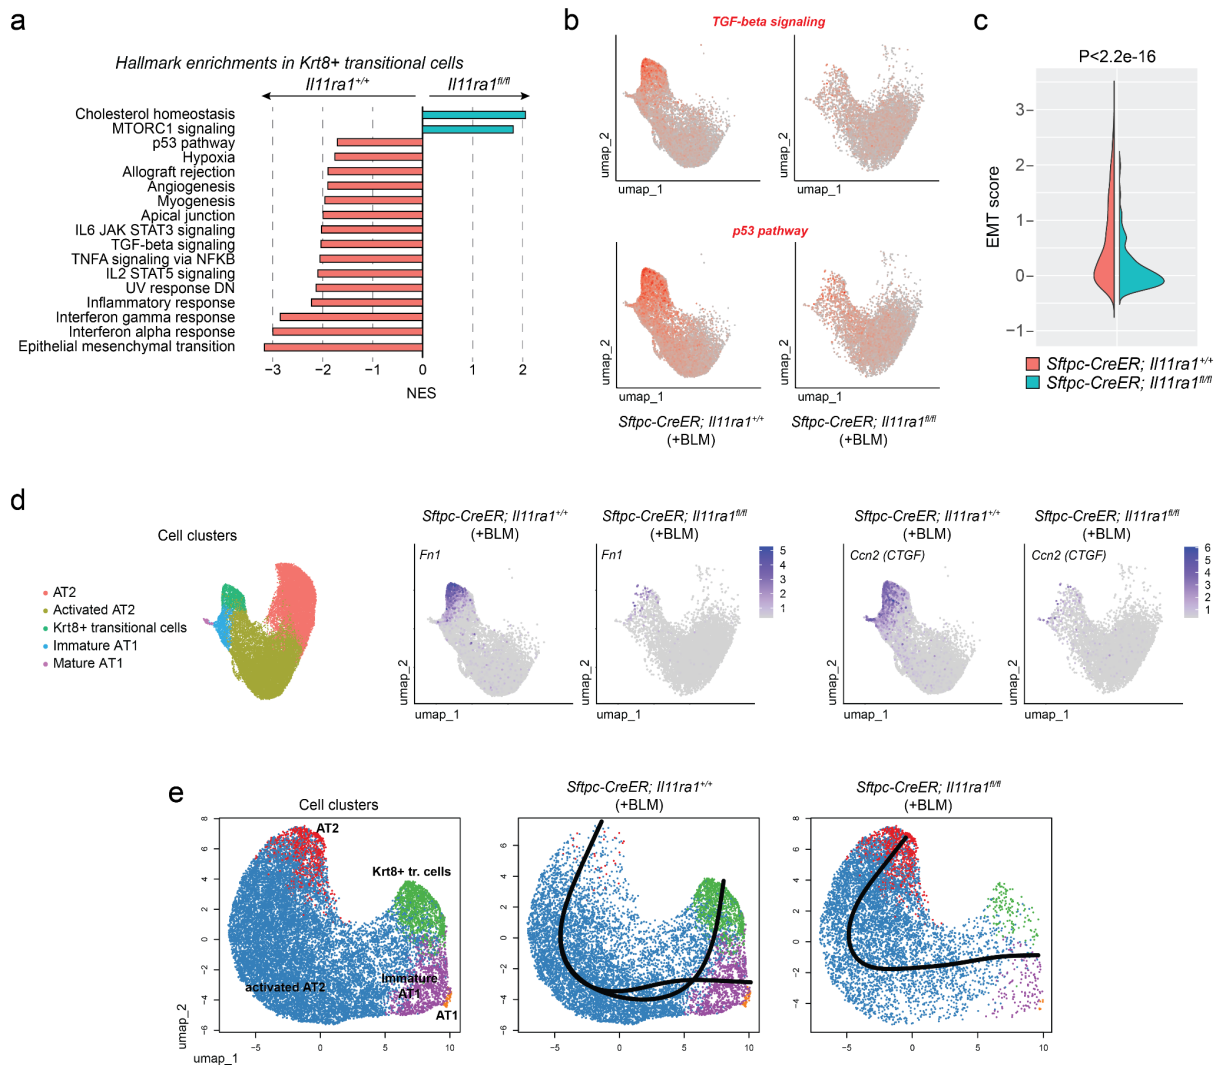 a
Hallmark enrichments in Krt8+ transitional cells
Il11ra1+/+
Il11ra1fl/fl
Cholesterol homeostasis
MTORC1 signaling
p53 pathway
Hypoxia
Allograft rejection
Angiogenesis
Myogenesis
Apical junction
IL6 JAK STAT3 signaling
TGF-beta signaling
TNFA signaling via NFKB
IL2 STAT5 signaling
UV response DN
Inflammatory response
Interferon gamma response
Interferon alpha response
Epithelial mesenchymal transition
−3 −2 −1 0 1 2
NES
b
TGF-beta signaling
umap_2
umap_1
umap_1
p53 pathway
umap_2
umap_1
umap_1
Sftpc-CreER; Il11ra1+/+
(+BLM)
Sftpc-CreER; Il11ra1fl/fl
(+BLM)
c
P<2.2e-16
EMT score
3
2
1
0
−1
Sftpc-CreER; Il11ra1+/+
Sftpc-CreER; Il11ra1fl/fl
d
Cell clusters
AT2
Activated AT2
Krt8+ transitional cells
Immature AT1
Mature AT1
Sftpc-CreER; Il11ra1+/+
(+BLM)
Fn1
umap_2
umap_1
Sftpc-CreER; Il11ra1fl/fl
(+BLM)
Fn1
umap_2
umap_1
5
4
3
2
1
Sftpc-CreER; Il11ra1+/+
(+BLM)
Ccn2 (CTGF)
umap_2
umap_1
Sftpc-CreER; Il11ra1fl/fl
(+BLM)
Ccn2 (CTGF)
umap_2
umap_1
6
5
4
3
2
1
e
Cell clusters
AT2
Krt8+ tr. cells
activated AT2
Immature
AT1
AT1
8
6
4
2
0
−2
−4
−6
−5 0 5 10
umap_2
umap_1
Sftpc-CreER; Il11ra1+/+
(+BLM)
6
4
2
0
−2
−4
−6
−5 0 5 10
Sftpc-CreER; Il11ra1fl/fl
(+BLM)
8
6
4
2
0
−2
−4
−5 0 5 10